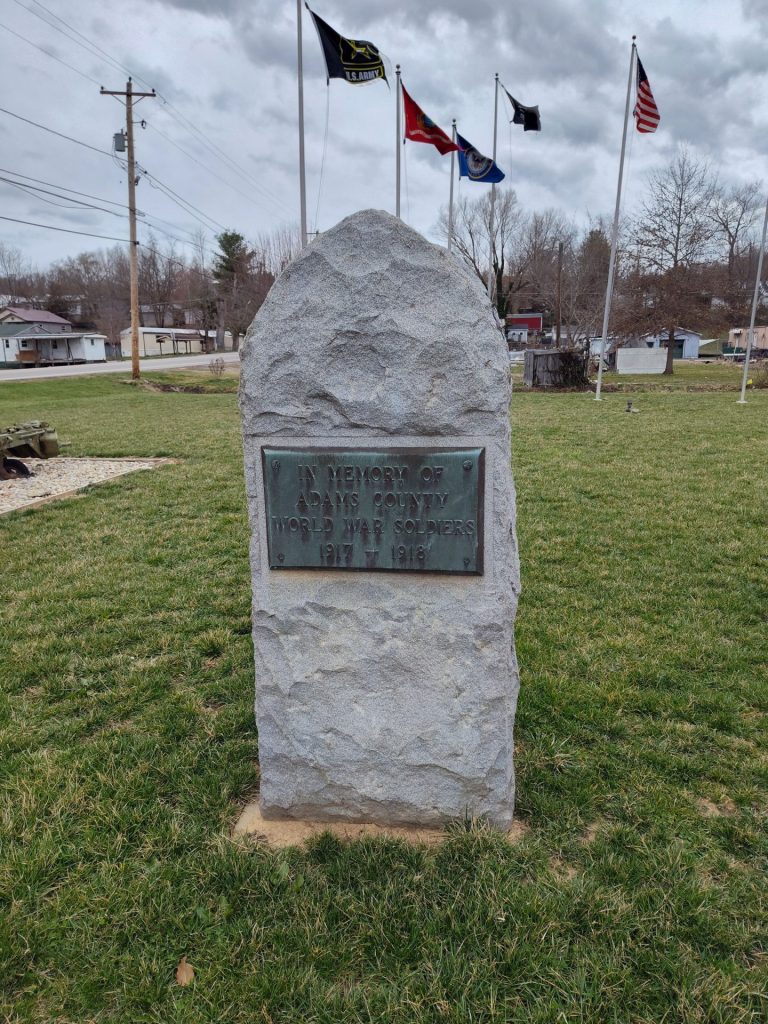 U.S. ARMY
IN MEMORY OF
ADAMS COUNTY
WORLD WAR SOLDIERS
1917 – 1918